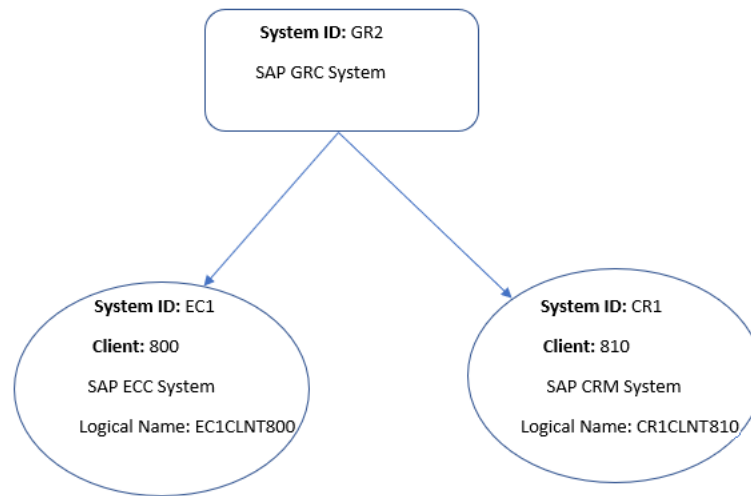 System ID: GR2
SAP GRC System
System ID: EC1
Client: 800
SAP ECC System
Logical Name: EC1CLNT800
System ID: CR1
Client: 810
SAP CRM System
Logical Name: CR1CLNT810